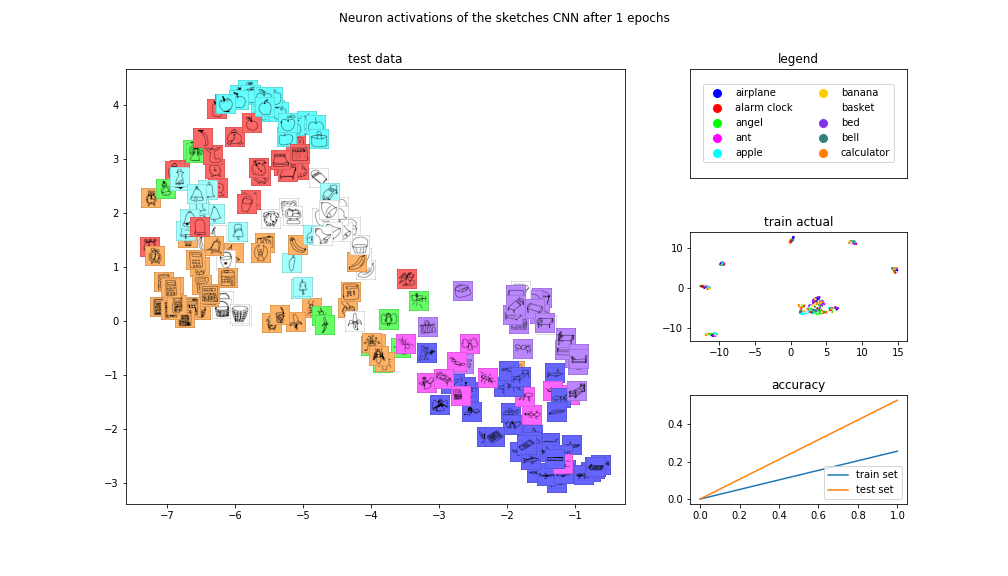 Neuron activations of the sketches CNN after 1 epochs
test data
4
3
2
1
0
−1
−2
−3
−7 −6 −5 −4 −3 −2 −1
legend
airplane banana
alarm clock basket
angel bed
ant bell
apple calculator
train actual
10
0
−10
−10 −5 0 5 10 15
accuracy
0.4
0.2
0.0
train set
test set
0.0 0.2 0.4 0.6 0.8 1.0